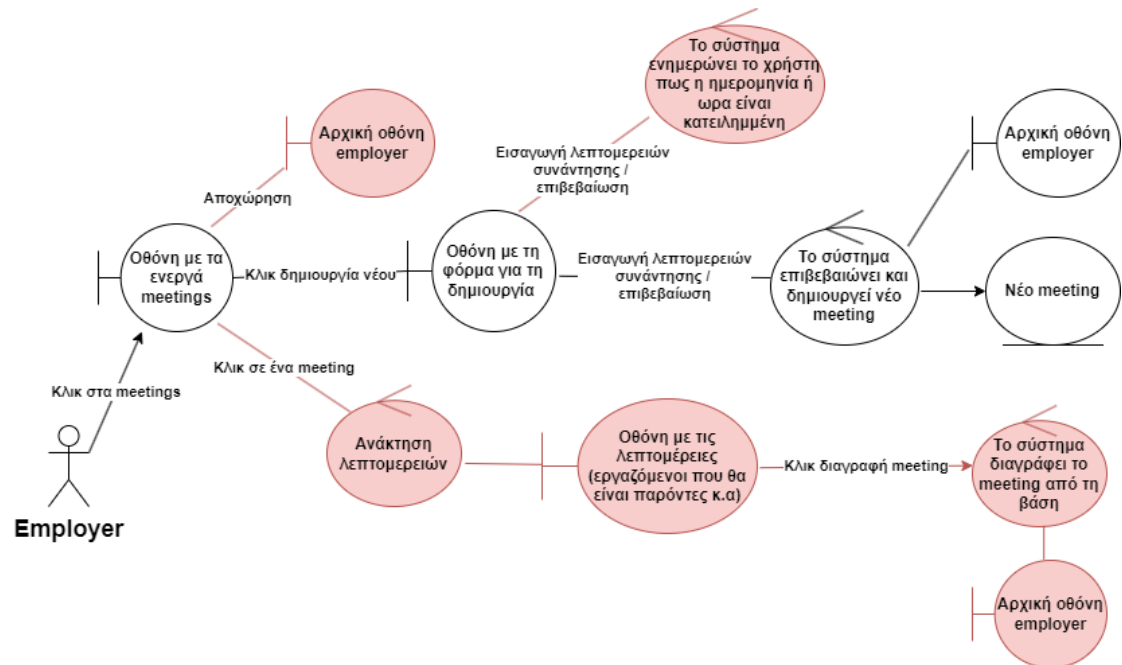 Το σύστημα
ενημερώνει το χρήστη
πως η ημερομηνία ή
ωρα είναι
κατειλημμένη
Αρχική οθόνη
employer
Αρχική οθόνη
employer
Εισαγωγή λεπτομερειών
συνάντησης /
επιβεβαίωση
Αποχώρηση
Οθόνη με τα
ενεργά
meetings
Κλικ δημιουργία νέου
Οθόνη με τη
φόρμα για τη
δημιουργία
Εισαγωγή λεπτομερειών
συνάντησης /
επιβεβαίωση
Το σύστημα
επιβεβαιώνει και
δημιουργεί νέο
meeting
Νέο meeting
Κλικ σε ένα meeting
Κλικ στα meetings
Ανάκτηση
λεπτομερειών
Οθόνη με τις
λεπτομέρειες
(εργαζόμενοι που θα
είναι παρόντες κ.α)
Κλικ διαγραφή meeting
Το σύστημα
διαγράφει το
meeting από τη
βάση
Employer
Αρχική οθόνη
employer